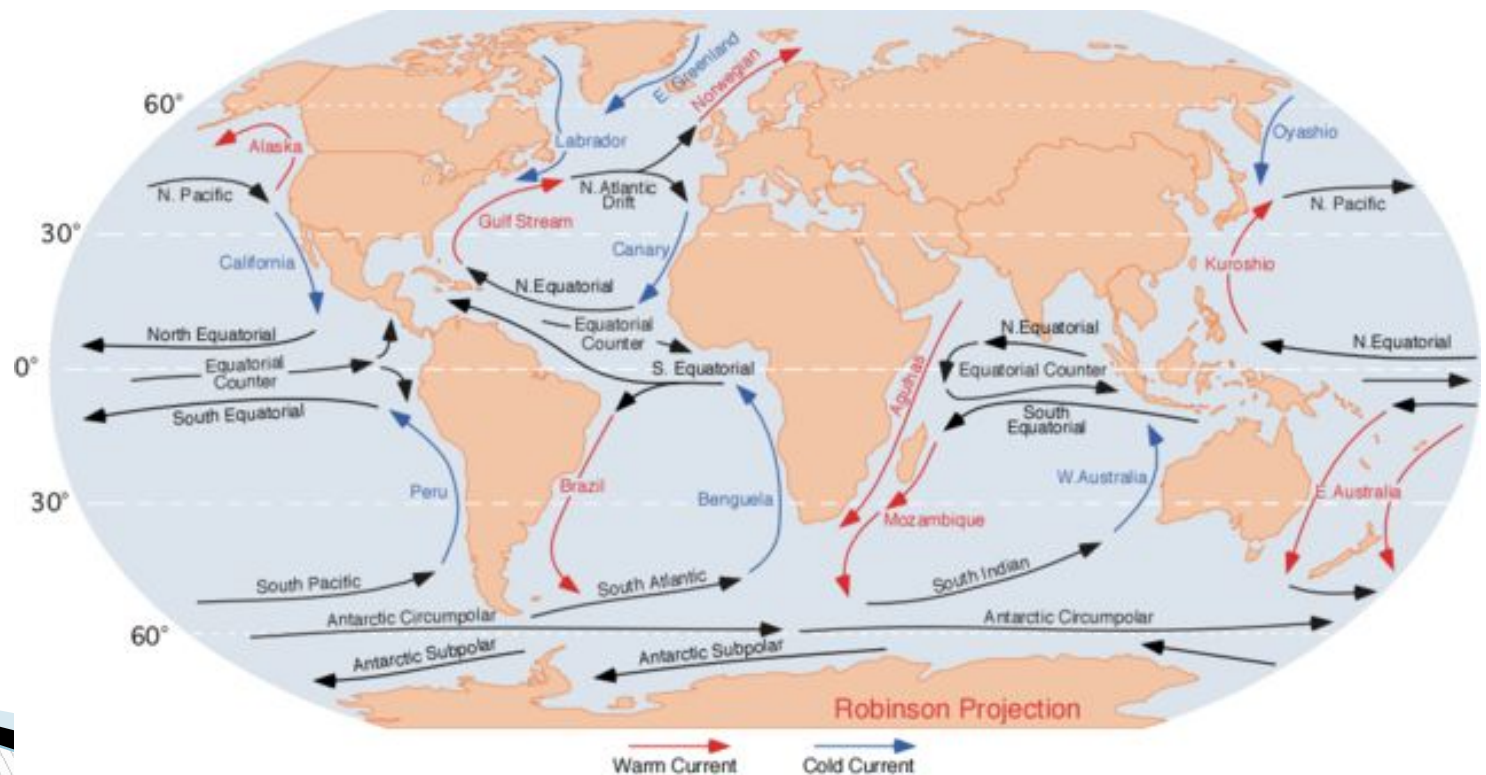 E. Greenland
Norwegian
60°
Oyashio
Labrador
Alaska
N. Pacific
N. Atlantic
Drift
N. Pacific
Gulf Stream
30°
California
Canary
Kuroshio
N.Equatorial
North Equatorial
Equatorial
Counter
N.Equatorial
N.Equatorial
0°
Equatorial
Counter
S. Equatorial
Equatorial Counter
Agulhas
South Equatorial
South
Equatorial
Peru
Brazil
Benguela
W.Australia
E.Australia
30°
Mozambique
South Pacific
South Atlantic
South Indian
Antarctic Circumpolar
Antarctic Circumpolar
60°
Antarctic Subpolar
Antarctic Subpolar
Robinson Projection
Warm Current
Cold Current